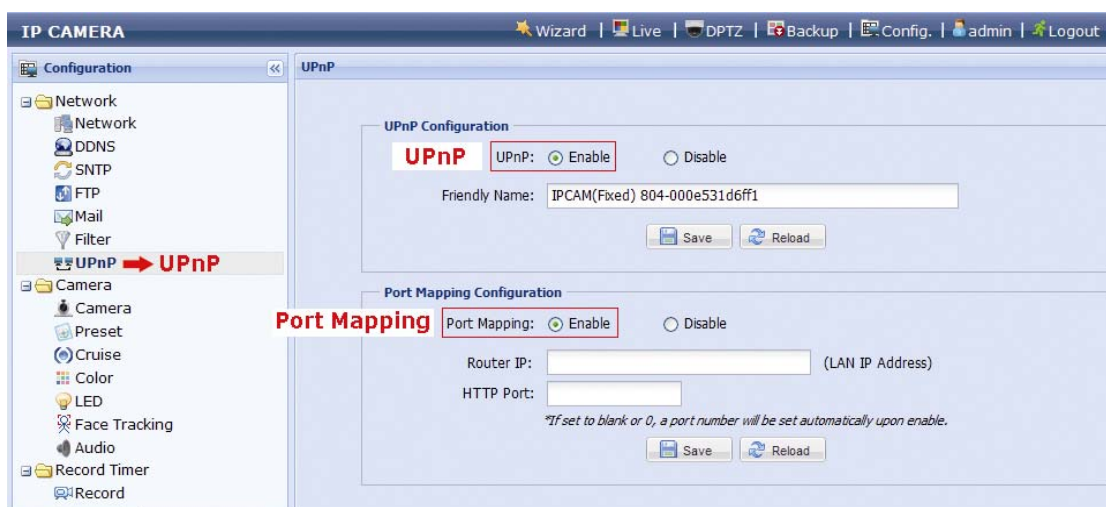 IP CAMERA
Wizard | Live | DPTZ | Backup | Config. | admin | Logout
Configuration
Network
Network
DDNS
SNTP
FTP
Mail
Filter
UPnP UPnP
Camera
Camera
Preset
Cruise
Color
LED
Face Tracking
Audio
Record Timer
Record
UPnP
UPnP Configuration
UPnP UPnP: Enable Disable
Friendly Name: IPCAM(Fixed) 804-000e531d6ff1
Save Reload
Port Mapping Configuration
Port Mapping Port Mapping: Enable Disable
Router IP: (LAN IP Address)
HTTP Port:
*If set to blank or 0, a port number will be set automatically upon enable.
Save Reload